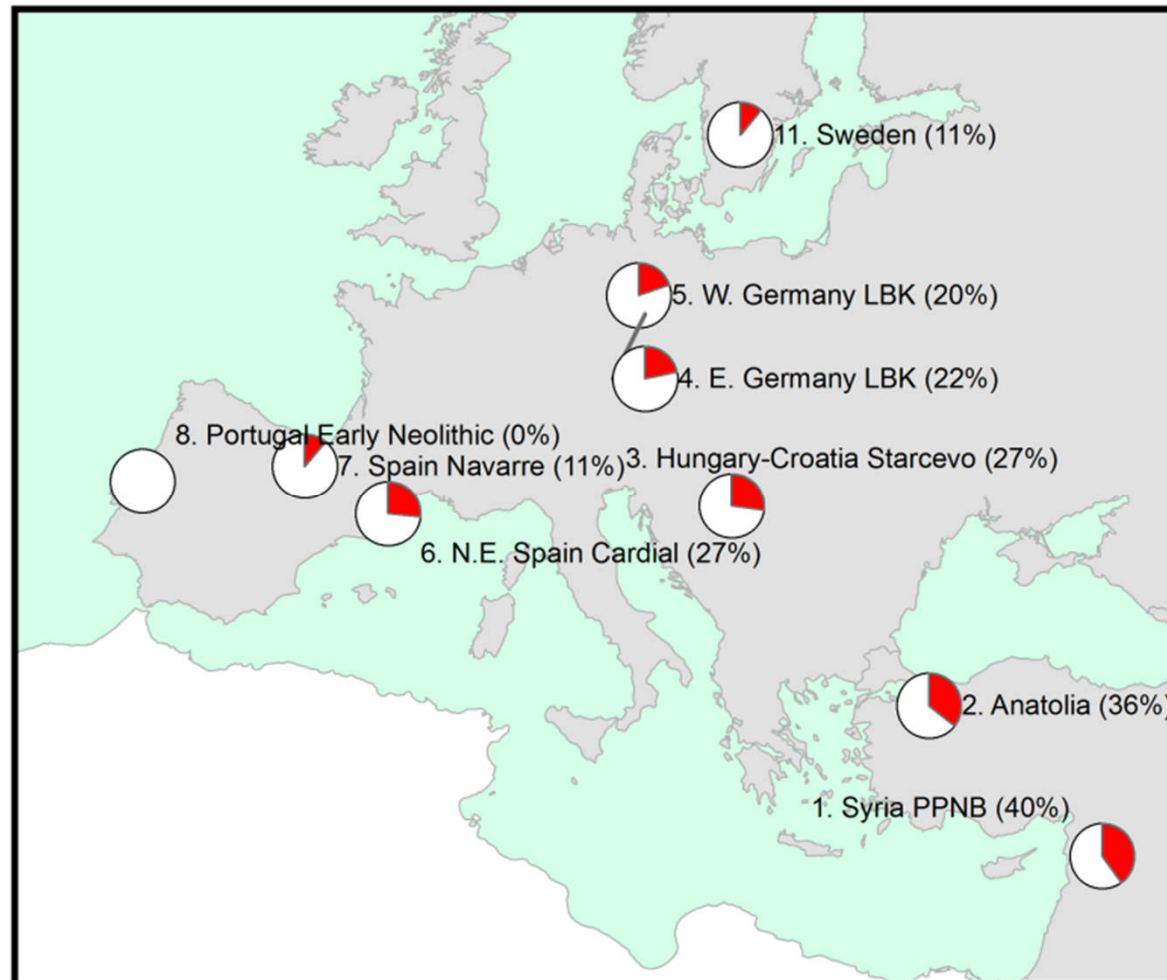 11. Sweden (11%)
5. W. Germany LBK (20%)
4. E. Germany LBK (22%)
8. Portugal Early Neolithic (0%)
7. Spain Navarre (11%)
3. Hungary-Croatia Starcevo (27%)
6. N.E. Spain Cardial (27%)
2. Anatolia (36%)
1. Syria PPNB (40%)